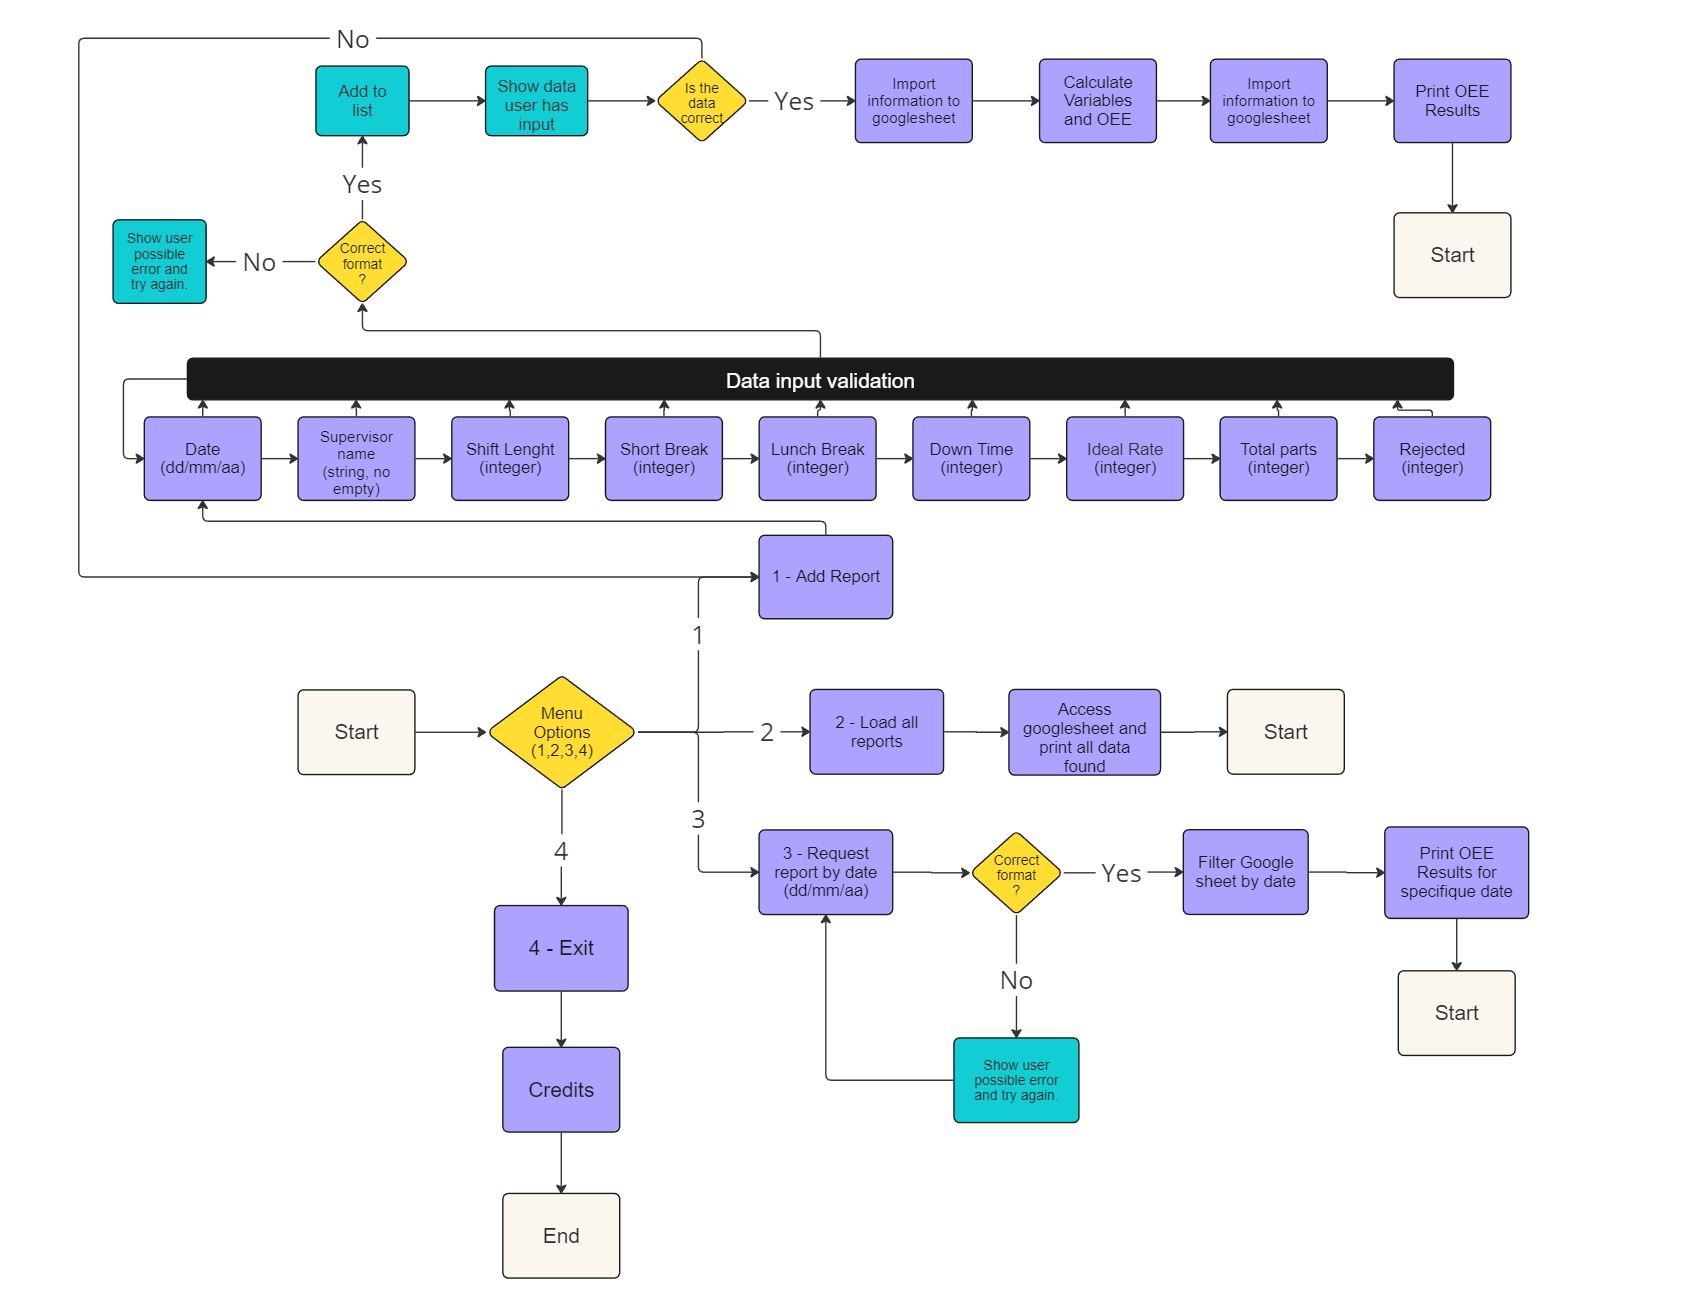 No
Add to
list
Show data
user has
input
Is the
data
correct
Yes
Import
information to
googlesheet
Calculate
Variables
and OEE
Import
information to
googlesheet
Print OEE
Results
Yes
Start
Show user
possible
error and
try again.
No
Correct
format
?
Data input validation
Date
(dd/mm/aa)
Supervisor
name
(string, no
empty)
Shift Lenght
(integer)
Short Break
(integer)
Lunch Break
(integer)
Down Time
(integer)
Ideal Rate
(integer)
Total parts
(integer)
Rejected
(integer)
1 - Add Report
1
Start
Menu
Options
(1,2,3,4)
2
2 - Load all
reports
Access
googlesheet and
print all data
found
Start
3
4
3 - Request
report by date
(dd/mm/aa)
Correct
format
?
Yes
Filter Google
sheet by date
Print OEE
Results for
specifique date
4 - Exit
No
Start
Credits
Show user
possible error
and try again.
End